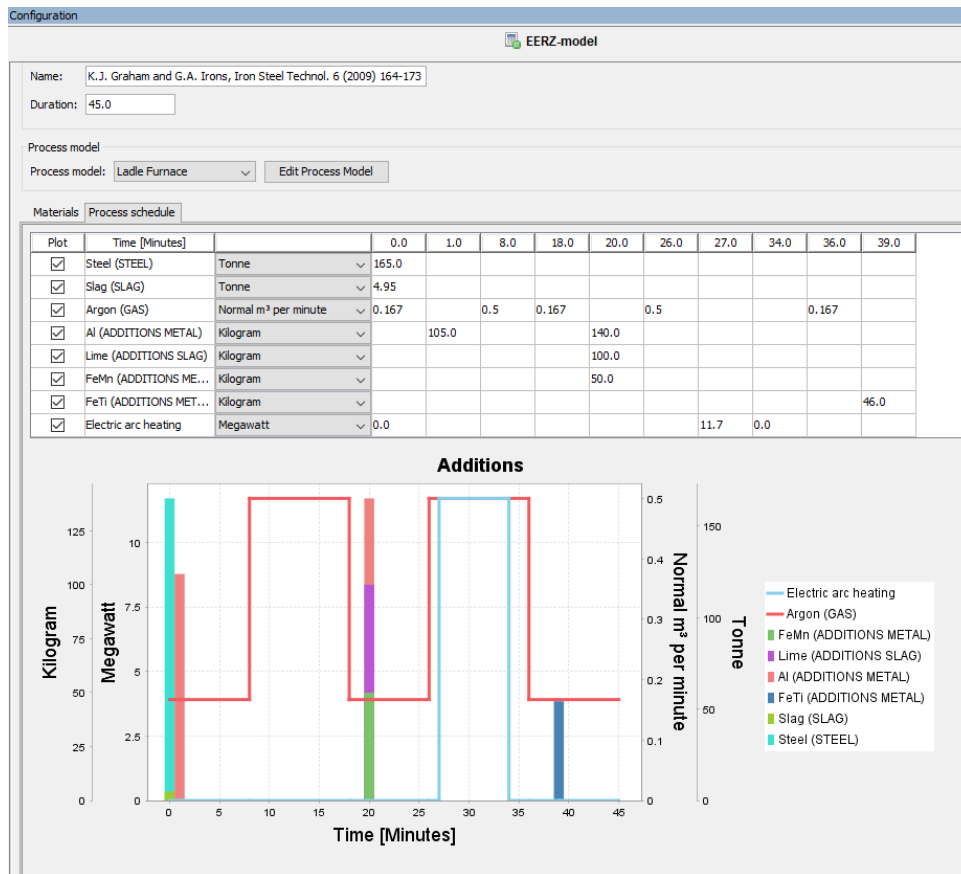 Configuration
EERZ-model
Name: K.J. Graham and G.A. Irons, Iron Steel Technol. 6 (2009) 164-173
Duration: 45.0
Process model
Process model: Ladle Furnace Edit Process Model
Materials Process schedule
Plot Time [Minutes] 0.0 1.0 8.0 18.0 20.0 26.0 27.0 34.0 36.0 39.0
Steel (STEEL) Tonne 165.0
Slag (SLAG) Tonne 4.95
Argon (GAS) Normal m³ per minute 0.167 0.5 0.167 0.5 0.167
Al (ADDITIONS METAL) Kilogram 105.0 140.0
Lime (ADDITIONS SLAG) Kilogram 100.0
FeMn (ADDITIONS ME... Kilogram 50.0
FeTi (ADDITIONS MET... Kilogram 46.0
Electric arc heating Megawatt 0.0 11.7 0.0
Additions
Kilogram
125
100
75
50
25
0
Megawatt
10
7.5
5
2.5
0
0.5
0.4
0.3
0.2
0.1
0
Normal m³ per minute
150
100
50
0
Tonne
0 5 10 15 20 25 30 35 40 45
Time [Minutes]
Electric arc heating
Argon (GAS)
FeMn (ADDITIONS METAL)
Lime (ADDITIONS SLAG)
Al (ADDITIONS METAL)
FeTi (ADDITIONS METAL)
Slag (SLAG)
Steel (STEEL)